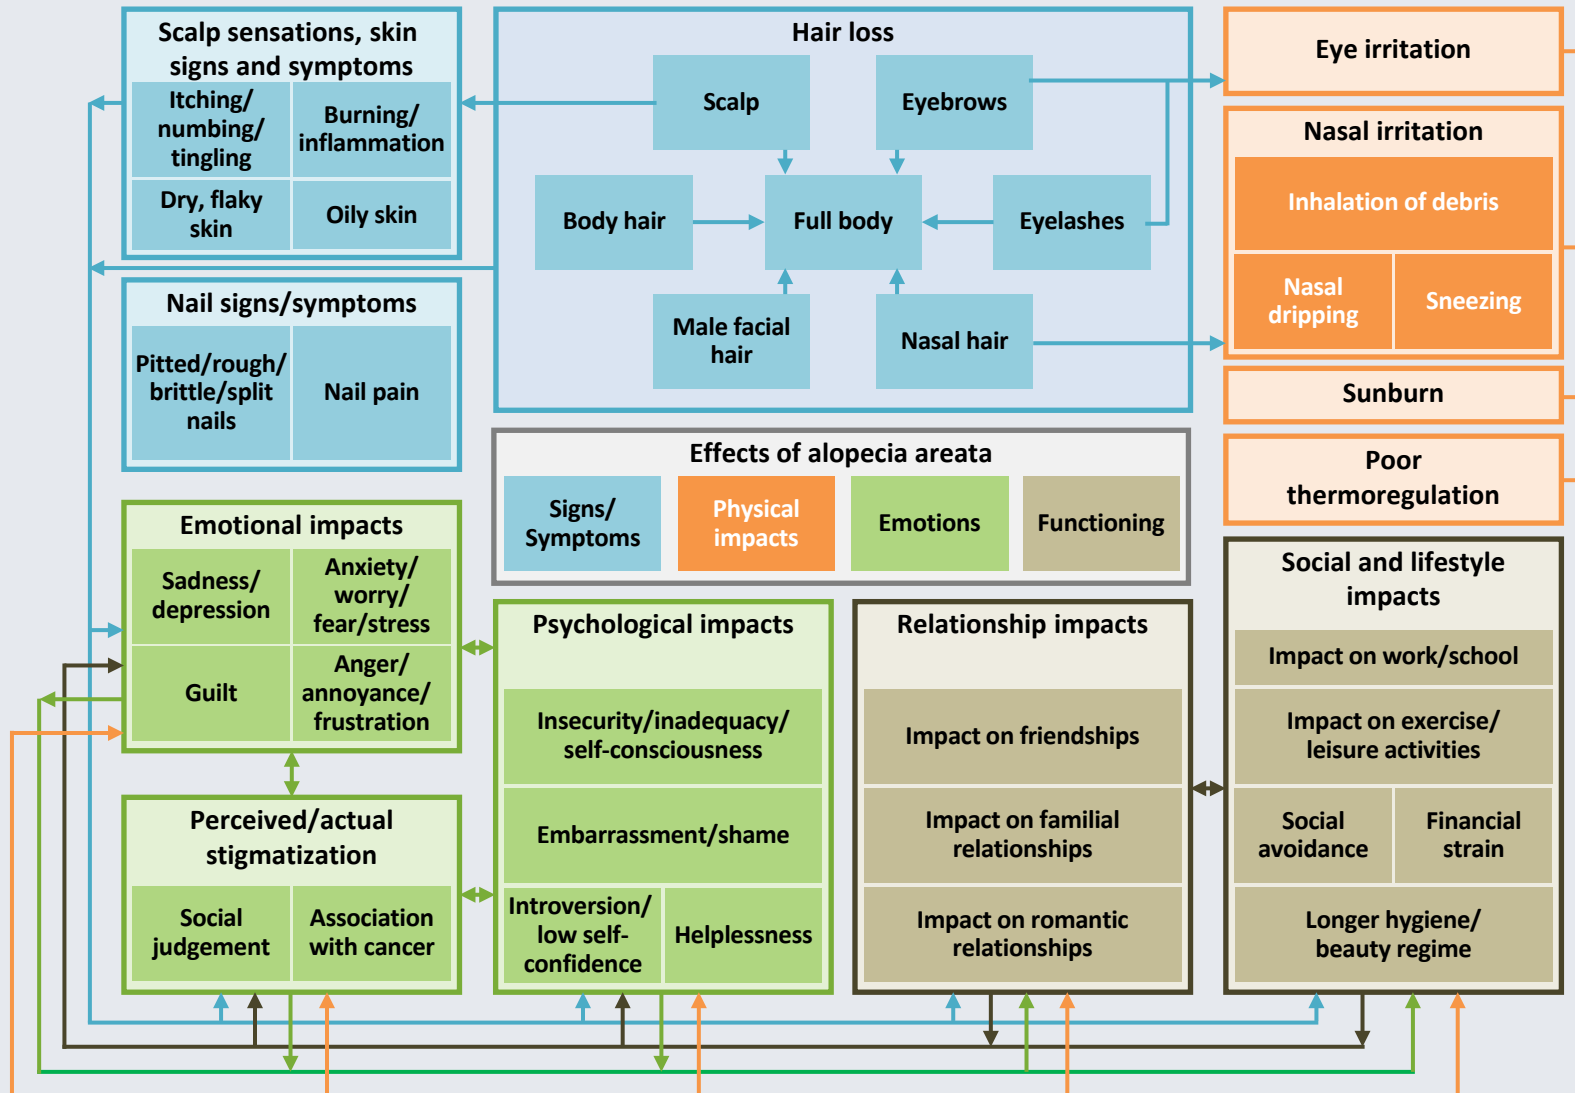 Scalp sensations, skin
signs and symptoms
Itching/
numbing/
tingling
Burning/
inflammation
Dry, flaky
skin
Oily skin
Nail signs/symptoms
Pitted/rough/
brittle/split
nails
Nail pain
Hair loss
Scalp
Eyebrows
Body hair
Full body
Eyelashes
Male facial
hair
Nasal hair
Eye irritation
Nasal irritation
Inhalation of debris
Nasal
dripping
Sneezing
Sunburn
Poor
thermoregulation
Effects of alopecia areata
Signs/
Symptoms
Physical
impacts
Emotions
Functioning
Emotional impacts
Sadness/
depression
Anxiety/
worry/
fear/stress
Guilt
Anger/
annoyance/
frustration
Perceived/actual
stigmatization
Social
judgement
Association
with cancer
Psychological impacts
Insecurity/inadequacy/
self-consciousness
Embarrassment/shame
Introversion/
low self-
confidence
Helplessness
Relationship impacts
Impact on friendships
Impact on familial
relationships
Impact on romantic
relationships
Social and lifestyle
impacts
Impact on work/school
Impact on exercise/
leisure activities
Social
avoidance
Financial
strain
Longer hygiene/
beauty regime